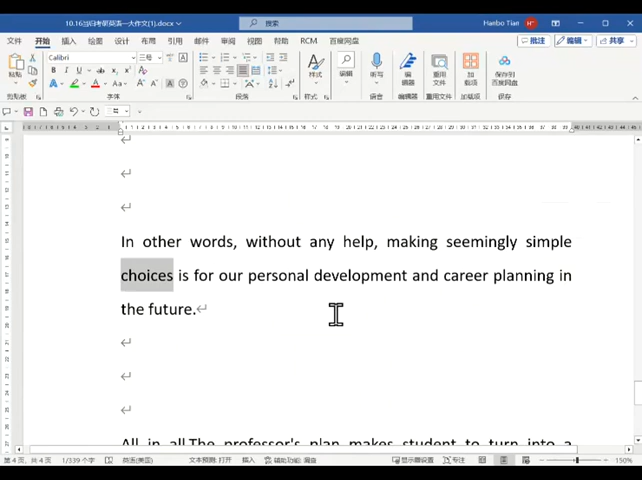 10.16当归考研英语一大作文(1).docx
搜索
Hanbo Tian
文件 开始 插入 绘图 设计 布局 引用 邮件 审阅 视图 帮助 RCM 百度网盘 批注 编辑 共享
Calibri 三号
粘贴 样式 编辑 听写 编辑器 重用文件 加载项 保存到百度网盘
剪贴板 字体 段落 样式 语音 编辑器 重用文件 加载项 保存
In other words, without any help, making seemingly simple
choices is for our personal development and career planning in
the future.
All in all,The professor's plan makes student to turn into a
第 4 页, 共 4 页 1/339 个字 英语(美国) 文本预测: 打开 插入 辅助功能: 调查 显示器设置 专注 150%